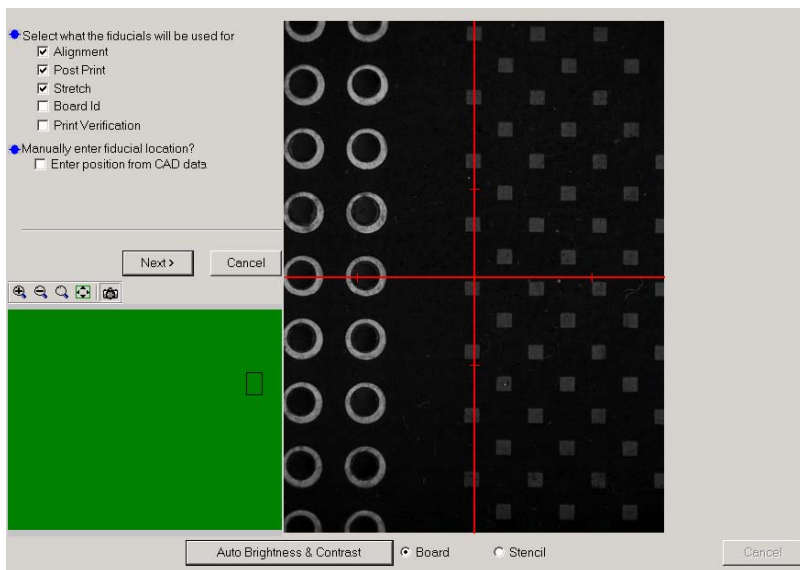 Select what the fiducials will be used for
Alignment
Post Print
Stretch
Board Id
Print Verification
Manually enter fiducial location?
Enter position from CAD data
Next >
Cancel
Auto Brightness & Contrast
Board
Stencil
Cancel